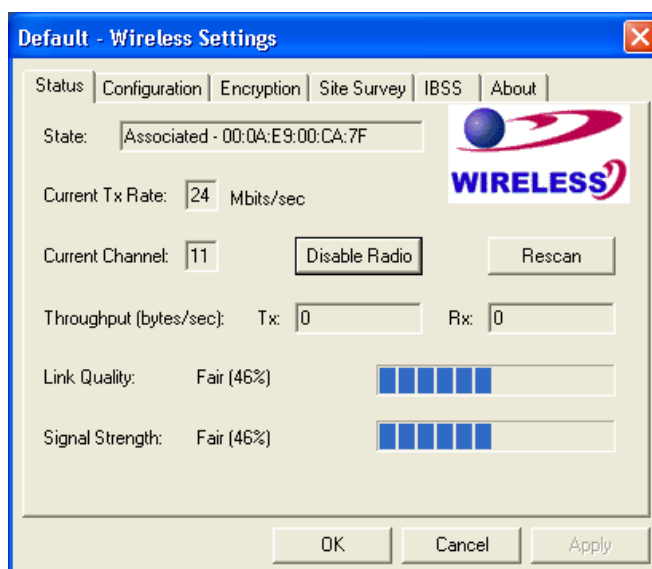 Default - Wireless Settings
Status Configuration Encryption Site Survey IBSS About
State: Associated - 00:0A:E9:00:CA:7F
WIRELESS
Current Tx Rate: 24 Mbits/sec
Current Channel: 11 Disable Radio Rescan
Throughput (bytes/sec): Tx: 0 Rx: 0
Link Quality: Fair (46%)
Signal Strength: Fair (46%)
OK Cancel Apply